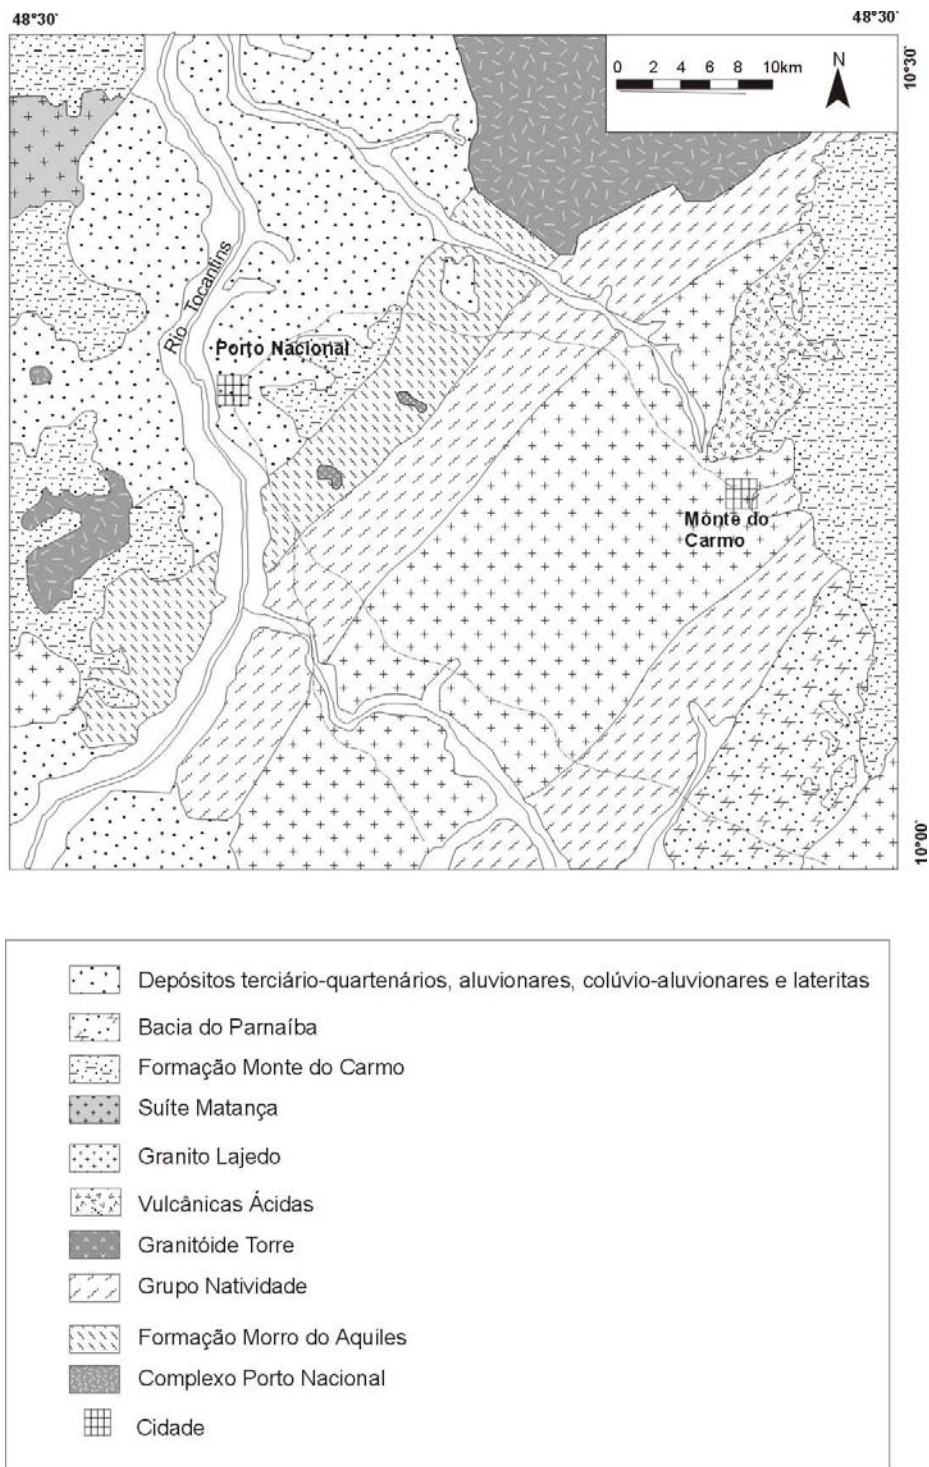 48°30'
48°30'
10°30'
0 2 4 6 8 10km
N
Rio Tocantins
Porto Nacional
Monte do
Carmo
10°00'
Depósitos terciário-quartenários, aluvionares, colúvio-aluvionares e lateritas
Bacia do Parnaíba
Formação Monte do Carmo
Suíte Matança
Granito Lajedo
Vulcânicas Ácidas
Granitóide Torre
Grupo Natividade
Formação Morro do Aquiles
Complexo Porto Nacional
Cidade